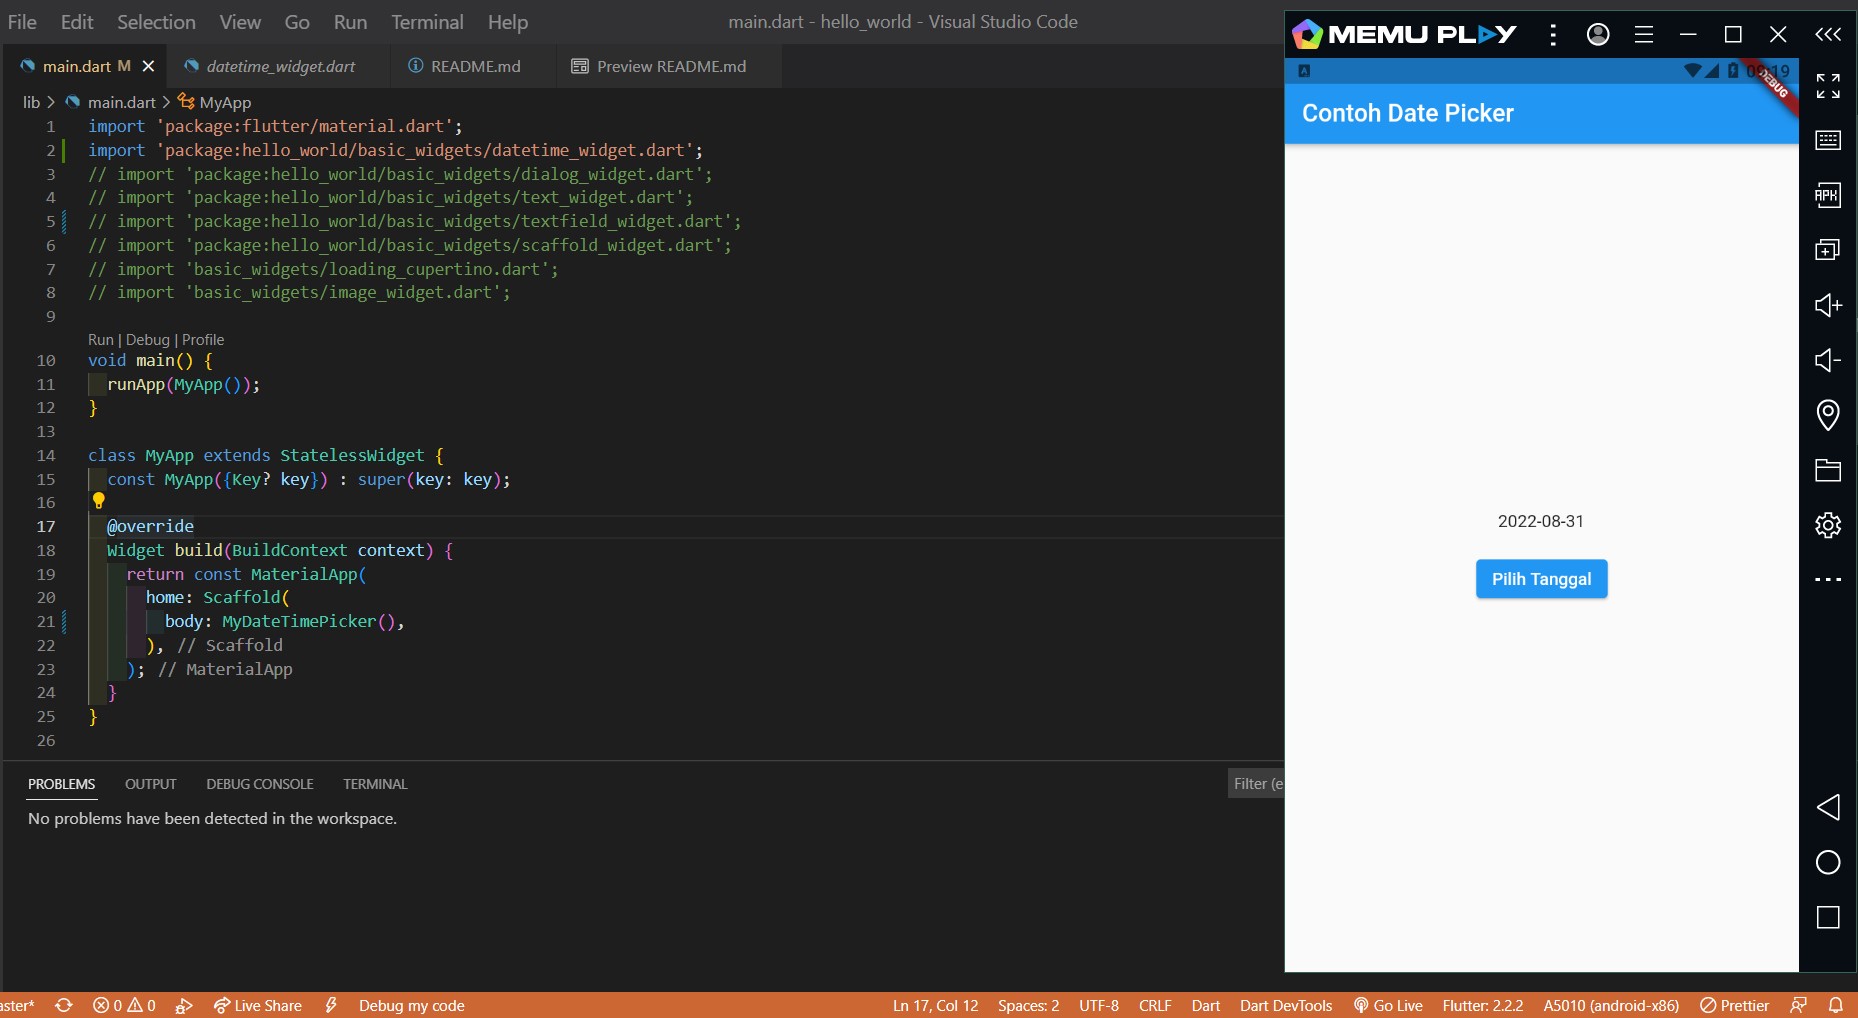 File Edit Selection View Go Run Terminal Help
main.dart - hello_world - Visual Studio Code
main.dart M
datetime_widget.dart
README.md
Preview README.md
lib > main.dart > MyApp
1 import 'package:flutter/material.dart';
2 import 'package:hello_world/basic_widgets/datetime_widget.dart';
3 // import 'package:hello_world/basic_widgets/dialog_widget.dart';
4 // import 'package:hello_world/basic_widgets/text_widget.dart';
5 // import 'package:hello_world/basic_widgets/textfield_widget.dart';
6 // import 'package:hello_world/basic_widgets/scaffold_widget.dart';
7 // import 'basic_widgets/loading_cupertino.dart';
8 // import 'basic_widgets/image_widget.dart';
9
Run | Debug | Profile
10 void main() {
11 runApp(MyApp());
12 }
13
14 class MyApp extends StatelessWidget {
15 const MyApp({Key? key}) : super(key: key);
16
17 @override
18 Widget build(BuildContext context) {
19 return const MaterialApp(
20 home: Scaffold(
21 body: MyDateTimePicker(),
22 ), // Scaffold
23 ); // MaterialApp
24 }
25 }
26
PROBLEMS OUTPUT DEBUG CONSOLE TERMINAL
Filter (e
No problems have been detected in the workspace.
MEMU PLAY
DEBUG
Contoh Date Picker
2022-08-31
Pilih Tanggal
APK
aster* 0 0 Live Share Debug my code
Ln 17, Col 12 Spaces: 2 UTF-8 CRLF Dart Dart DevTools Go Live Flutter: 2.2.2 A5010 (android-x86) Prettier